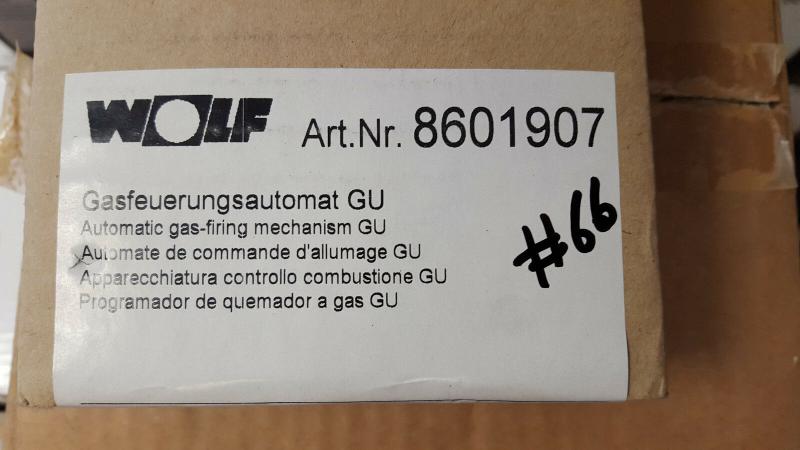 WOLF Art.Nr. 8601907
Gasfeuerungsautomat GU
Automatic gas-firing mechanism GU
Automate de commande d'allumage GU
Apparecchiatura controllo combustione GU
Programador de quemador a gas GU
#66